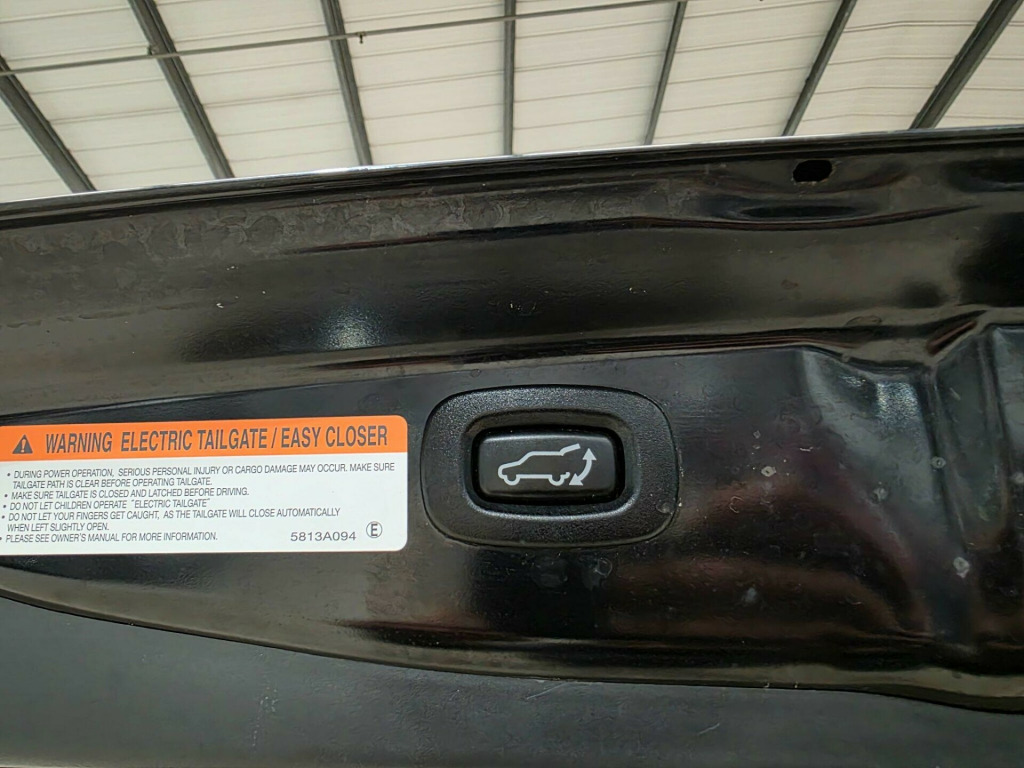 WARNING ELECTRIC TAILGATE / EASY CLOSER
• DURING POWER OPERATION, SERIOUS PERSONAL INJURY OR CARGO DAMAGE MAY OCCUR. MAKE SURE
TAILGATE PATH IS CLEAR BEFORE OPERATING TAILGATE.
• MAKE SURE TAILGATE IS CLOSED AND LATCHED BEFORE DRIVING.
• DO NOT LET CHILDREN OPERATE "ELECTRIC TAILGATE"
• DO NOT LET YOUR FINGERS GET CAUGHT, AS THE TAILGATE WILL CLOSE AUTOMATICALLY
WHEN LEFT SLIGHTLY OPEN.
• PLEASE SEE OWNER'S MANUAL FOR MORE INFORMATION. 5813A094 Ⓔ